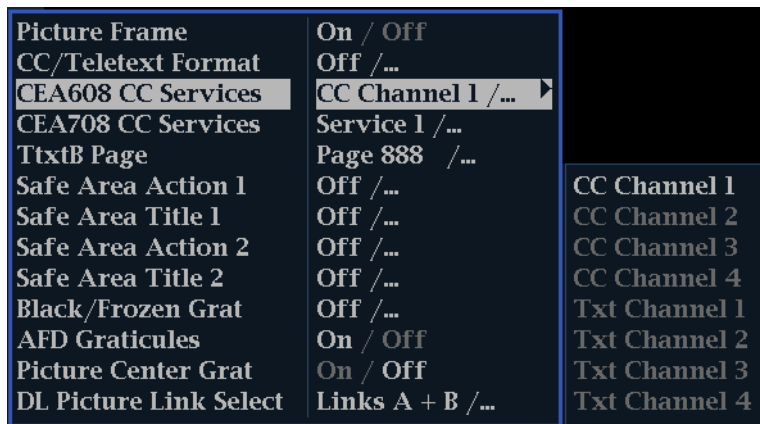 Picture Frame On / Off
CC/Teletext Format Off /...
CEA608 CC Services CC Channel 1 /...
CEA708 CC Services Service 1 /...
TtxtB Page Page 888 /...
Safe Area Action 1 Off /...
Safe Area Title 1 Off /...
Safe Area Action 2 Off /...
Safe Area Title 2 Off /...
Black/Frozen Grat Off /...
AFD Graticules On / Off
Picture Center Grat On / Off
DL Picture Link Select Links A + B /...
CC Channel 1
CC Channel 2
CC Channel 3
CC Channel 4
Txt Channel 1
Txt Channel 2
Txt Channel 3
Txt Channel 4